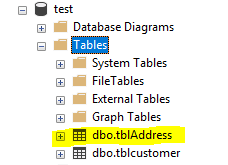 test
Database Diagrams
Tables
System Tables
FileTables
External Tables
Graph Tables
dbo.tblAddress
dbo.tblcustomer